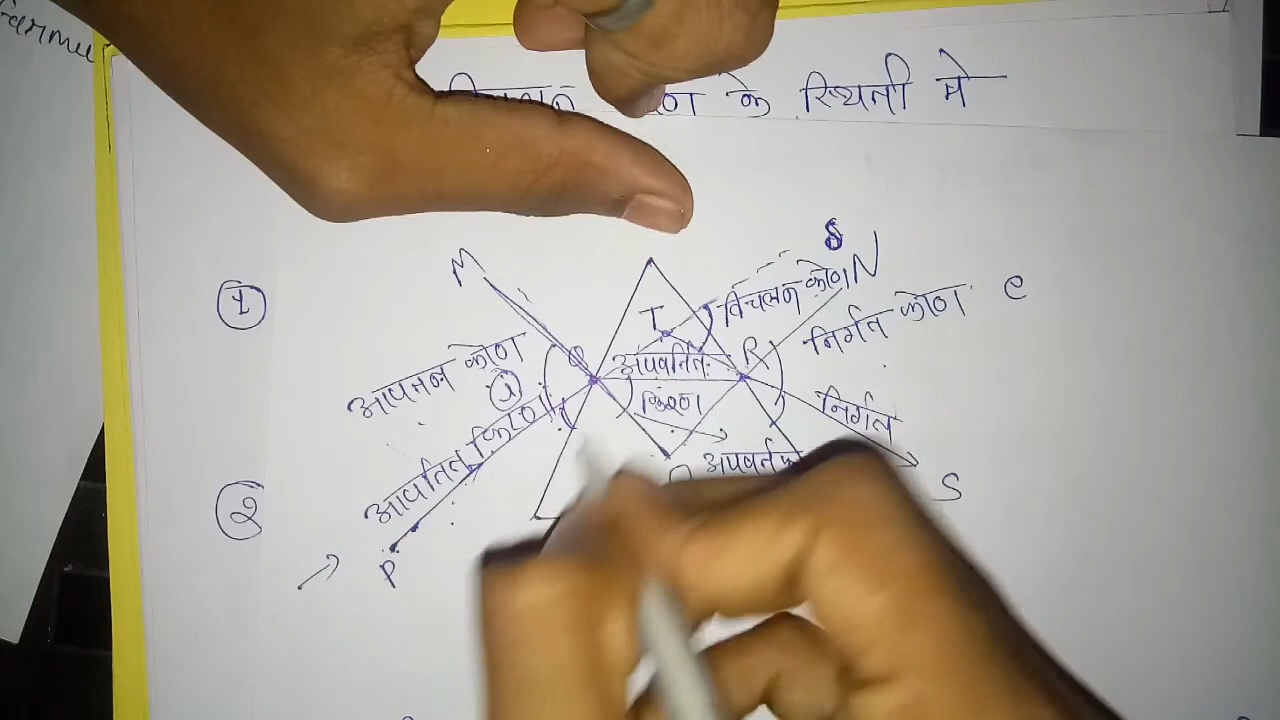 के स्थिती मे
1
M
T
विचलन कोण
N
निर्गत कोण e
आपतन कोण
i
Q
अपवर्तित
R
किरण
आपतित किरण
निर्गत
S
अपवर्तक
2
P